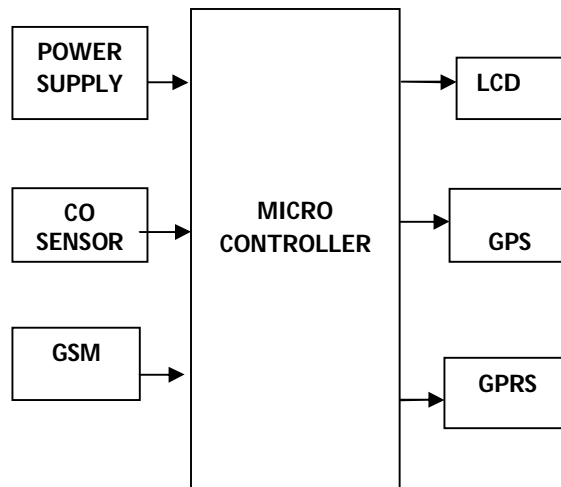 POWER
SUPPLY
LCD
CO
SENSOR
MICRO
CONTROLLER
GPS
GSM
GPRS